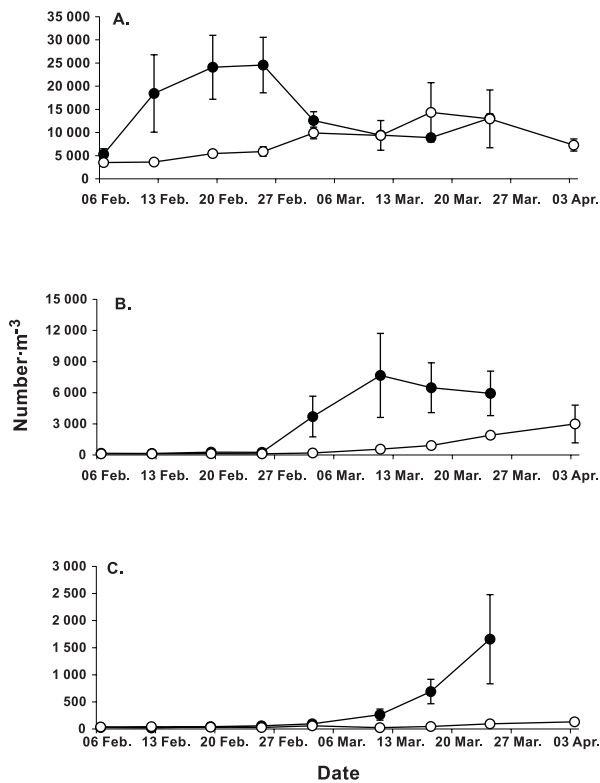 A.
35 000
30 000
25 000
20 000
15 000
10 000
5 000
0
06 Feb. 13 Feb. 20 Feb. 27 Feb. 06 Mar. 13 Mar. 20 Mar. 27 Mar. 03 Apr.
B.
15 000
12 000
9 000
6 000
3 000
0
06 Feb. 13 Feb. 20 Feb. 27 Feb. 06 Mar. 13 Mar. 20 Mar. 27 Mar. 03 Apr.
Number·m⁻³
C.
3 000
2 500
2 000
1 500
1 000
500
0
06 Feb. 13 Feb. 20 Feb. 27 Feb. 06 Mar. 13 Mar. 20 Mar. 27 Mar. 03 Apr.
Date